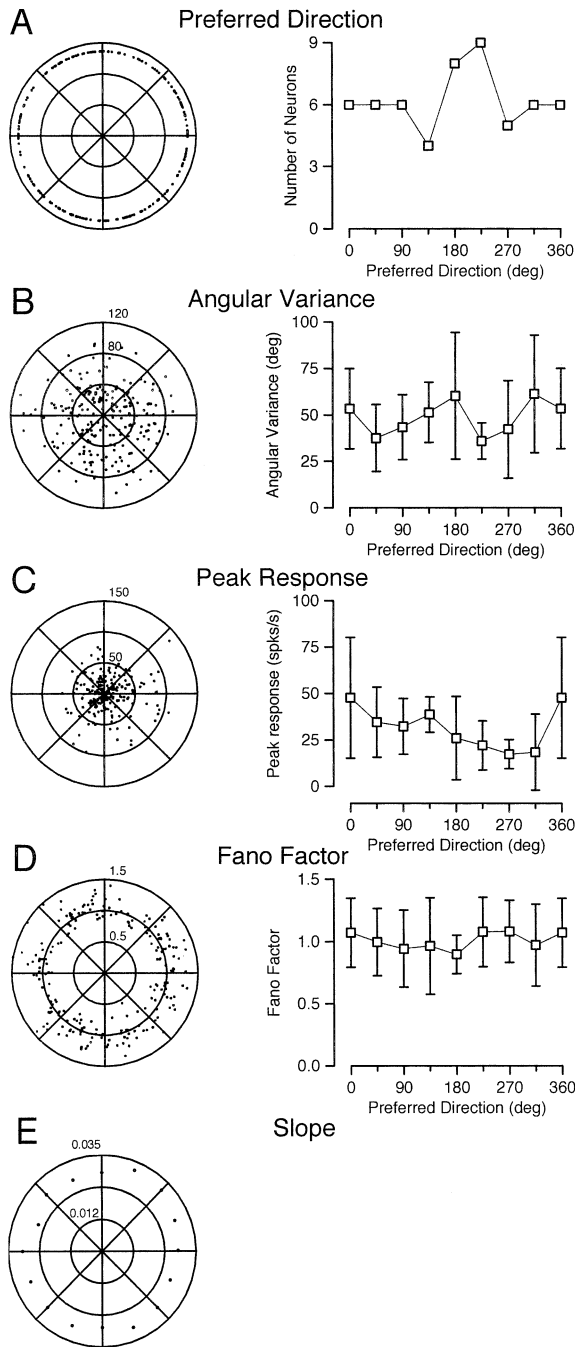 A
Preferred Direction
Number of Neurons
9
6
3
0
0 90 180 270 360
Preferred Direction (deg)
B
Angular Variance
120
80
Angular Variance (deg)
100
75
50
25
0
0 90 180 270 360
Preferred Direction (deg)
C
Peak Response
150
50
Peak response (spks/s)
100
75
50
25
0
0 90 180 270 360
Preferred Direction (deg)
D
Fano Factor
1.5
0.5
Fano Factor
1.5
1.0
0.5
0.0
0 90 180 270 360
Preferred Direction (deg)
E
Slope
0.035
0.012